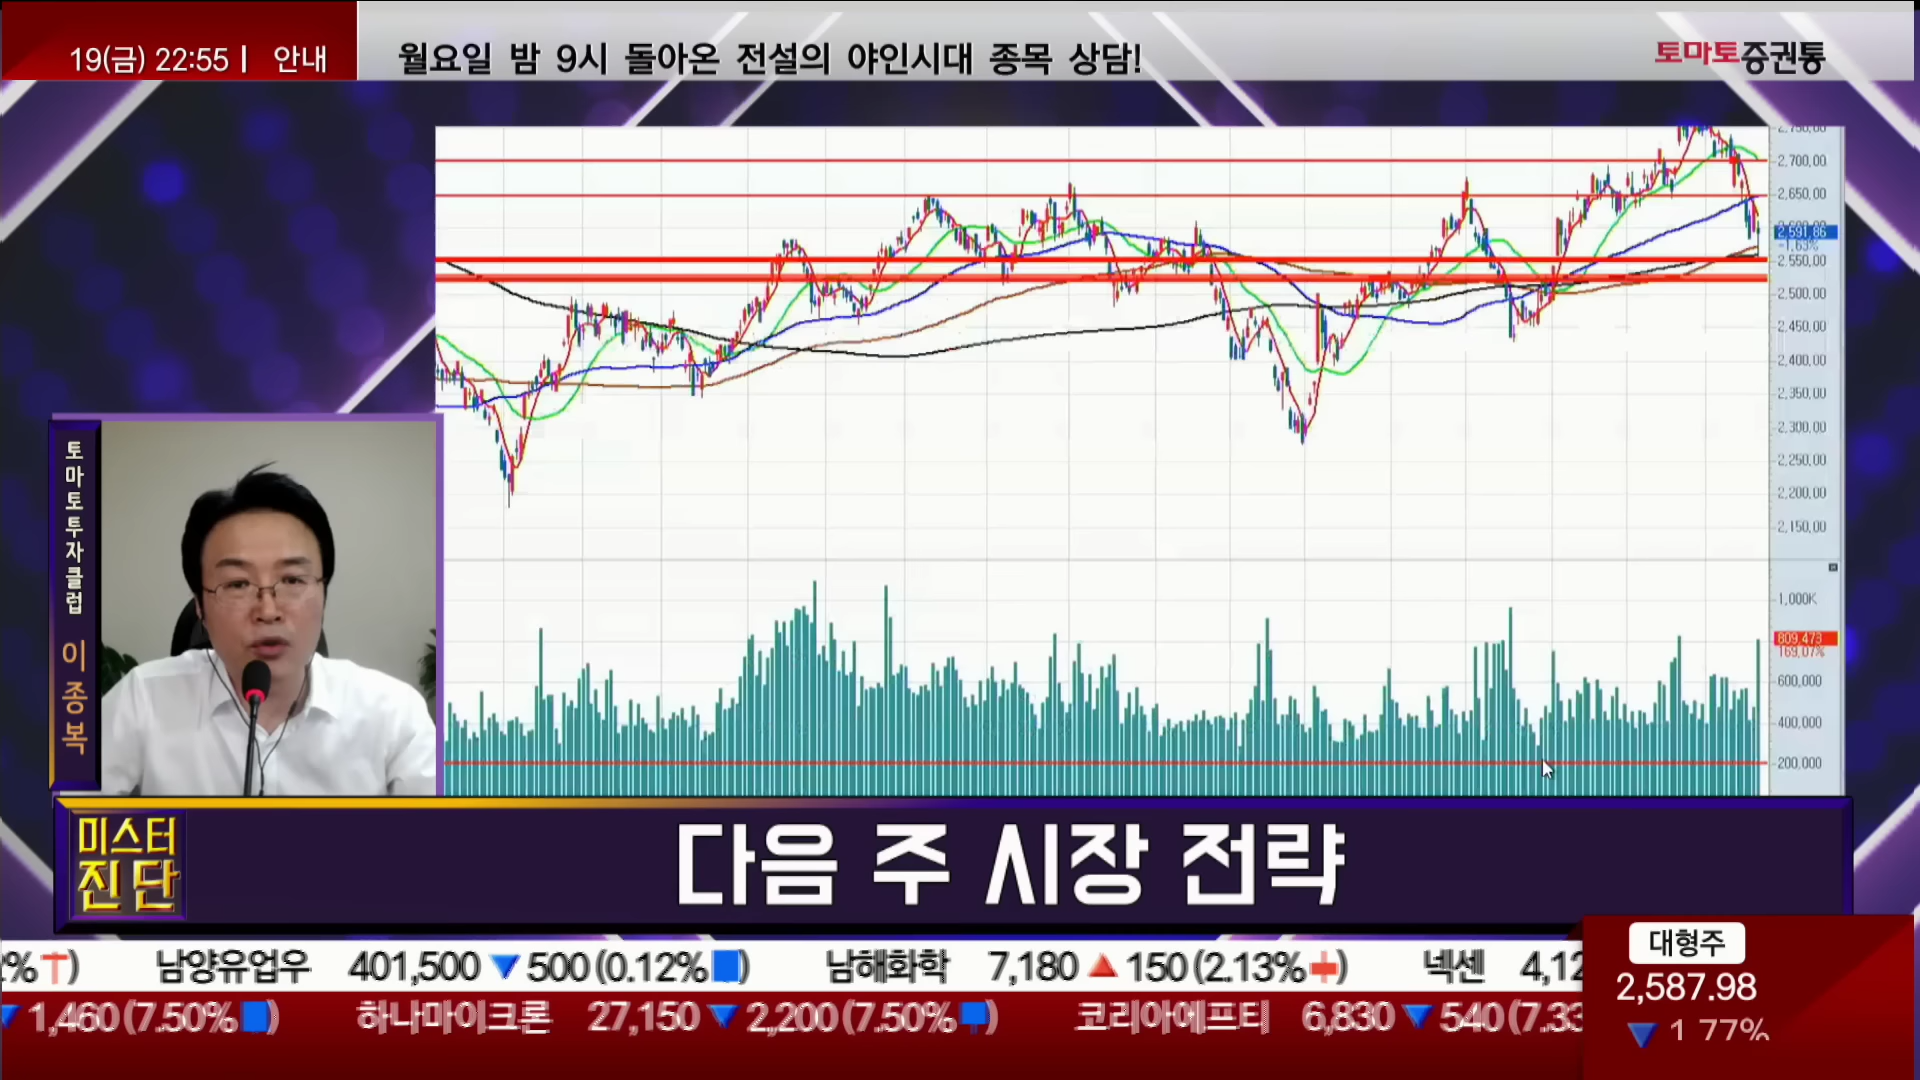 19(금) 22:55 | 안내
월요일 밤 9시 돌아온 전설의 야인시대 종목 상담!
토마토증권통
2,750.00
2,700.00
2,650.00
2,600.00
2,591.86
-1.63%
2,550.00
2,500.00
2,450.00
2,400.00
2,350.00
2,300.00
2,250.00
2,200.00
2,150.00
1,000K
809,473
169.07%
600,000
400,000
200,000
토마토투자클럽
이종복
미스터
진단
다음 주 시장 전략
%↑) 남양유업우 401,500 ▼ 500 (0.12%) 남해화학 7,180 ▲ 150 (2.13%) 넥센 4,12
▼ 1,460 (7.50%) 하나마이크론 27,150 ▼ 2,200 (7.50%) 코리아에프티 6,830 ▼ 540 (7.33
대형주
2,587.98
▼ 1.77%